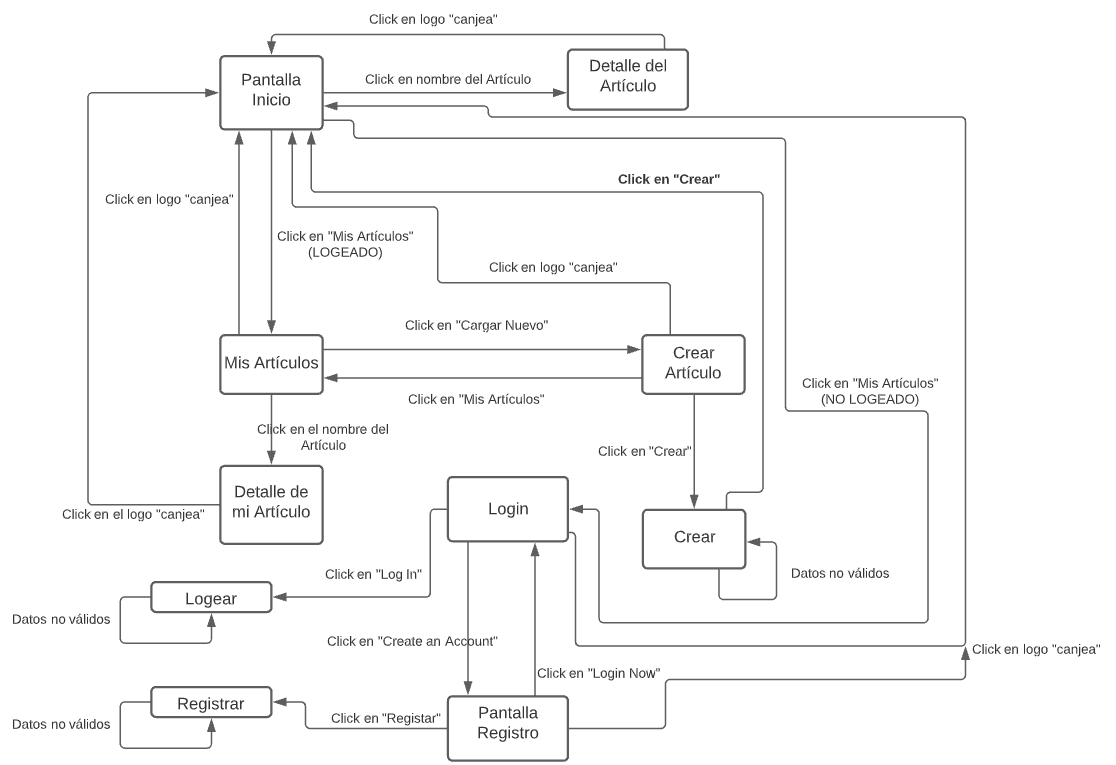 Click en logo "canjea"
Detalle del
Artículo
Pantalla
Inicio
Click en nombre del Artículo
Click en "Crear"
Click en logo "canjea"
Click en "Mis Artículos"
(LOGEADO)
Click en logo "canjea"
Click en "Cargar Nuevo"
Mis Artículos
Crear
Artículo
Click en "Mis Artículos"
(NO LOGEADO)
Click en "Mis Artículos"
Click en el nombre del
Artículo
Click en "Crear"
Detalle de
mi Artículo
Click en el logo "canjea"
Login
Crear
Click en "Log In"
Datos no válidos
Logear
Datos no válidos
Click en "Create an Account"
Click en logo "canjea"
Click en "Login Now"
Registrar
Datos no válidos
Click en "Registar"
Pantalla
Registro